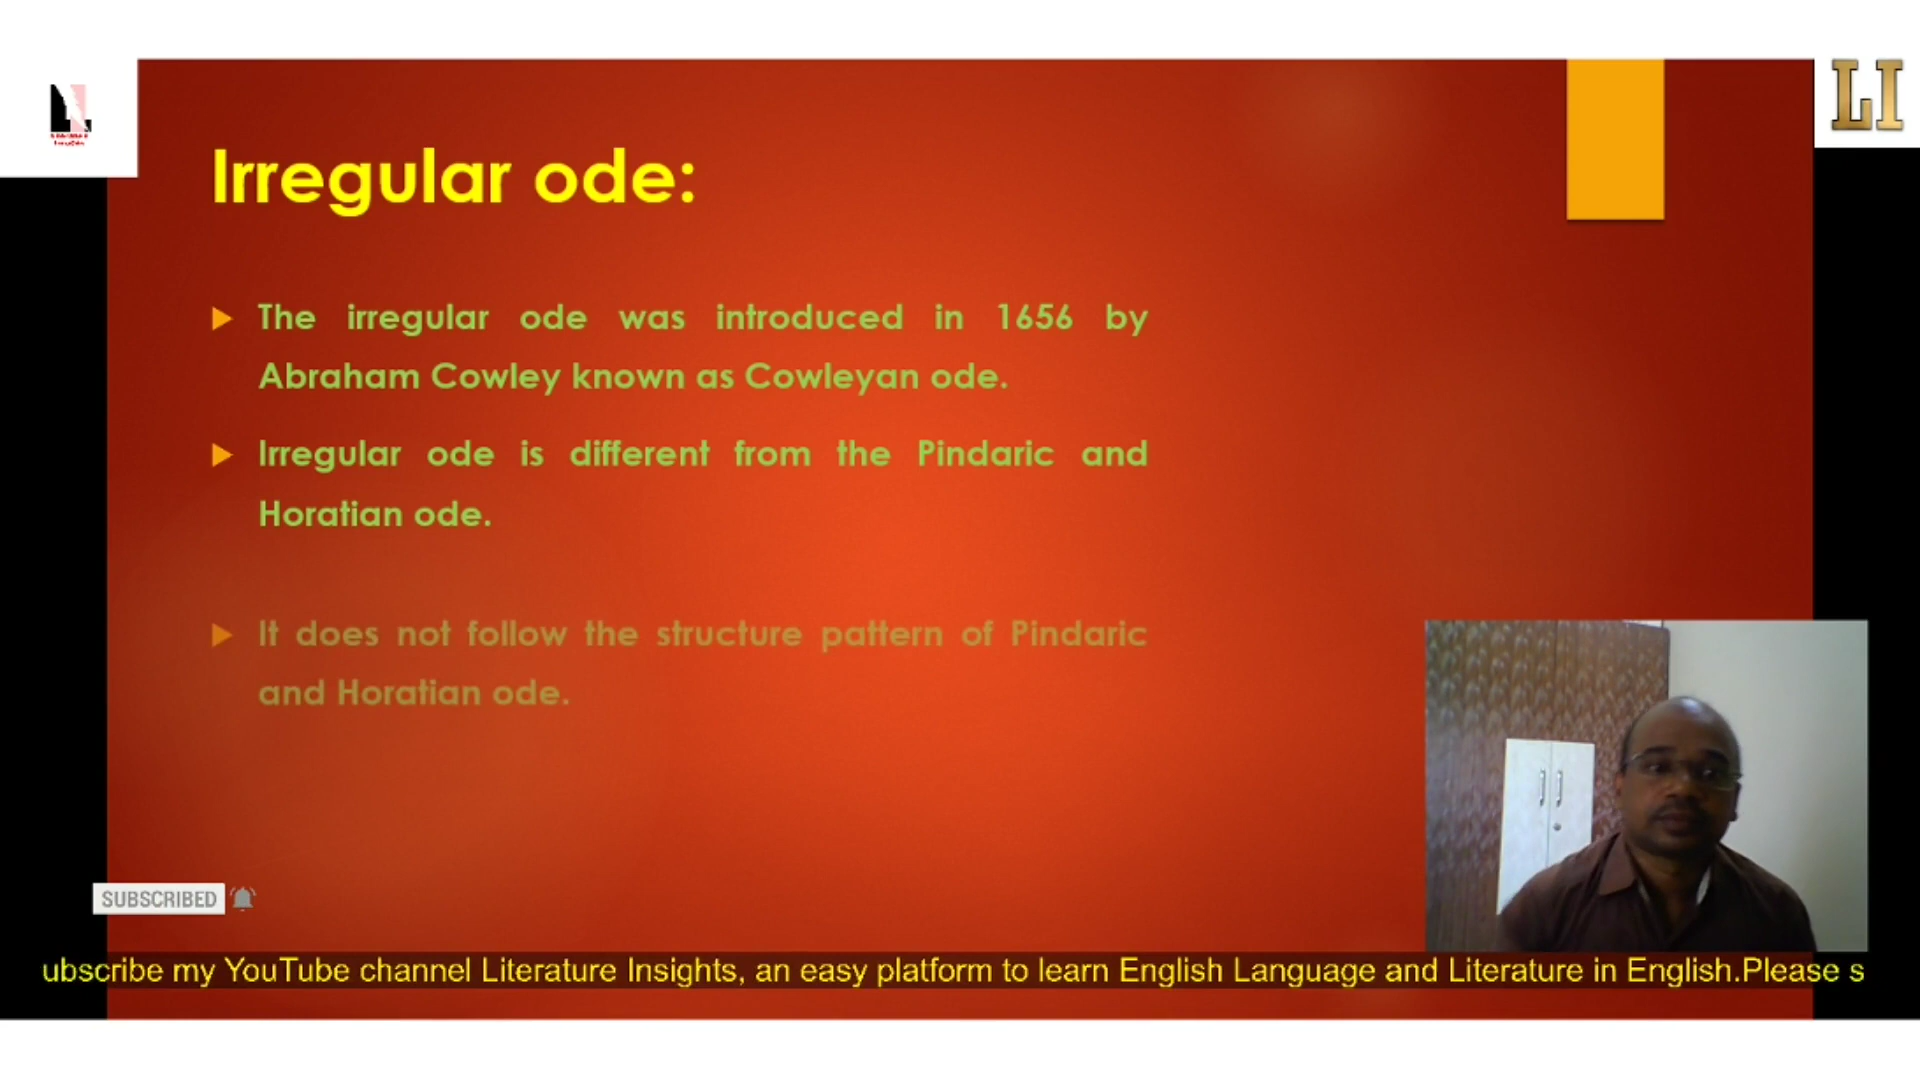 LI
Irregular ode:
The irregular ode was introduced in 1656 by
Abraham Cowley known as Cowleyan ode.
Irregular ode is different from the Pindaric and
Horatian ode.
It does not follow the structure pattern of Pindaric
and Horatian ode.
SUBSCRIBED
ubscribe my YouTube channel Literature Insights, an easy platform to learn English Language and Literature in English.Please s